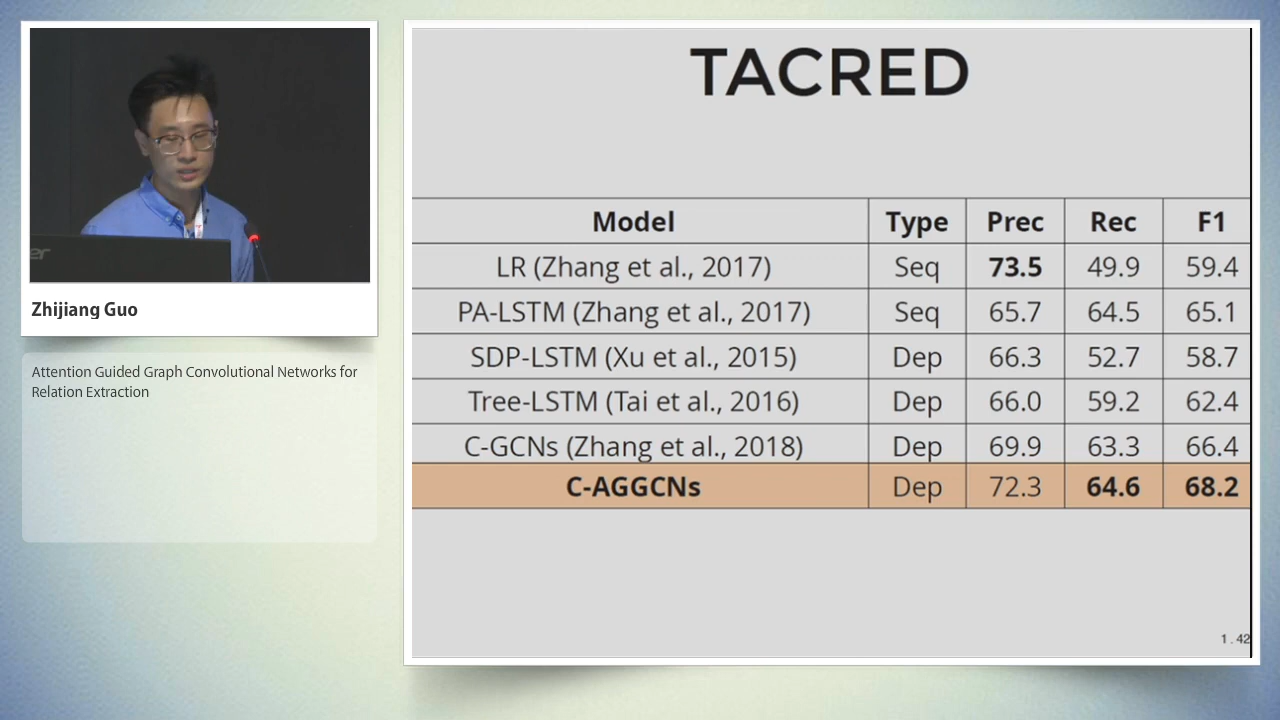 Zhijiang Guo
Attention Guided Graph Convolutional Networks for
Relation Extraction
TACRED
Model Type Prec Rec F1
LR (Zhang et al., 2017) Seq 73.5 49.9 59.4
PA-LSTM (Zhang et al., 2017) Seq 65.7 64.5 65.1
SDP-LSTM (Xu et al., 2015) Dep 66.3 52.7 58.7
Tree-LSTM (Tai et al., 2016) Dep 66.0 59.2 62.4
C-GCNs (Zhang et al., 2018) Dep 69.9 63.3 66.4
C-AGGCNs Dep 72.3 64.6 68.2
1.42